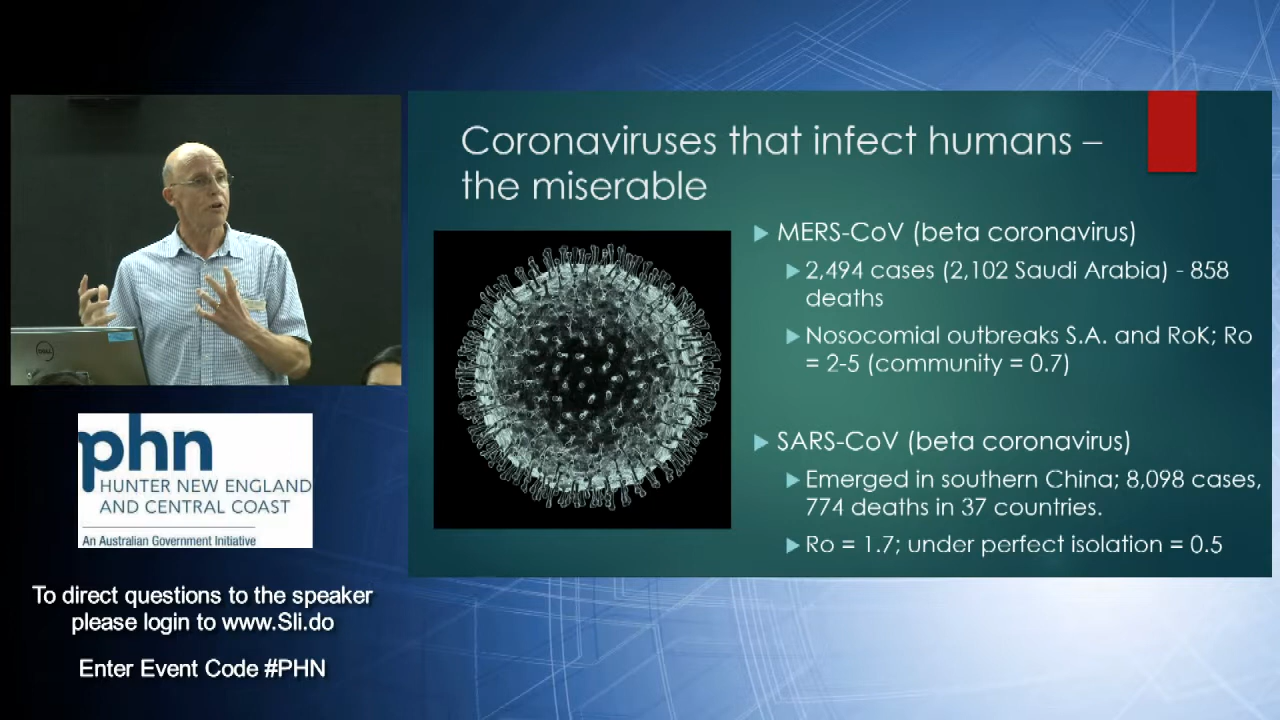 Coronaviruses that infect humans –
the miserable
MERS-CoV (beta coronavirus)
2,494 cases (2,102 Saudi Arabia) - 858
deaths
Nosocomial outbreaks S.A. and RoK; Ro
= 2-5 (community = 0.7)
SARS-CoV (beta coronavirus)
Emerged in southern China; 8,098 cases,
774 deaths in 37 countries.
Ro = 1.7; under perfect isolation = 0.5
DELL
phn
HUNTER NEW ENGLAND
AND CENTRAL COAST
An Australian Government Initiative
To direct questions to the speaker
please login to www.Sli.do
Enter Event Code #PHN